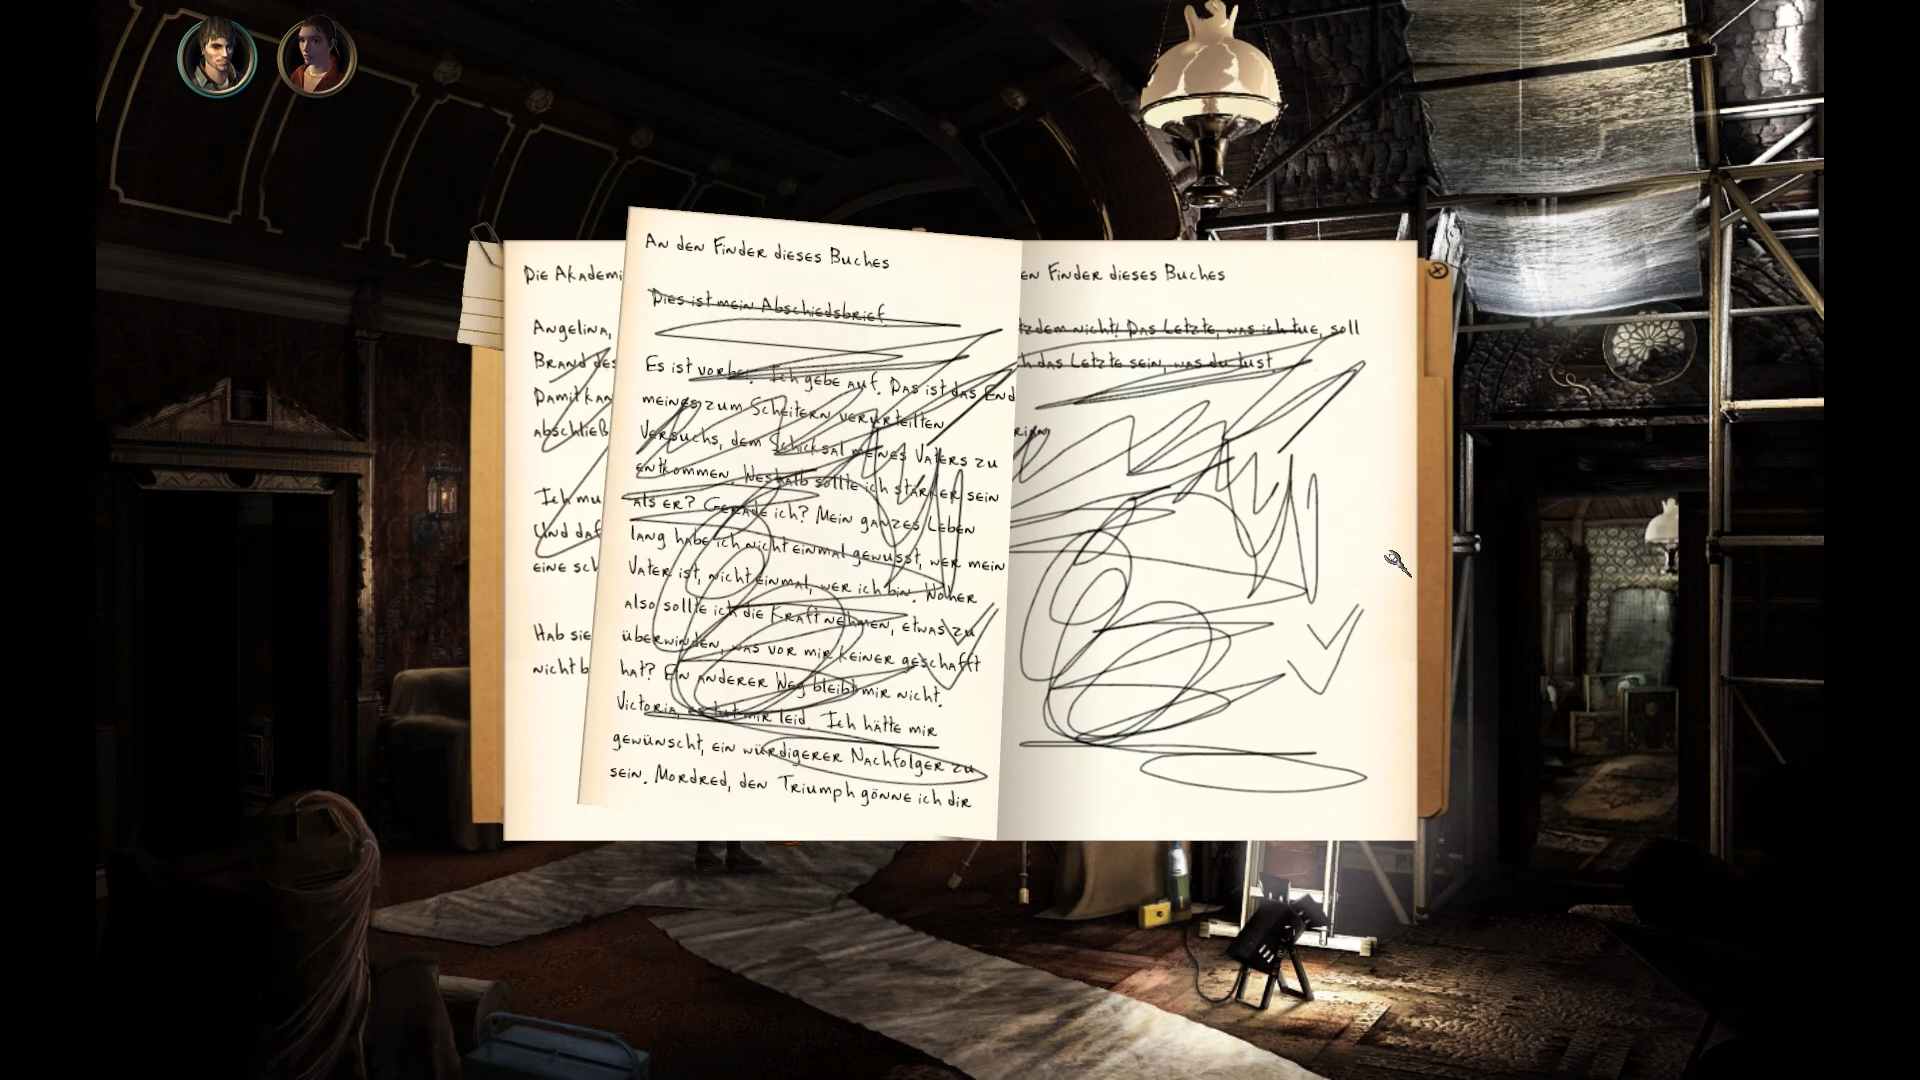 Die Akademi
Angelina,
Brand des
Damit kan
abschließ
Ich mu
Und daf
eine sch
Hab sie
nicht b
An den Finder dieses Buches
Dies ist mein Abschiedsbrief.
Es ist vorbei. Ich gebe auf. Das ist das End
meines zum Scheitern verurteilten
Versuchs, dem Schicksal meines Vaters zu
entkommen. Weshalb sollte ich stärker sein
als er? Gerade ich? Mein ganzes Leben
lang habe ich nicht einmal gewusst, wer mein
Vater ist, nicht einmal, wer ich bin. Woher
also sollte ich die Kraft nehmen, etwas zu
überwinden, was vor mir keiner geschafft
hat? Ein anderer Weg bleibt mir nicht.
Victoria, es tut mir leid. Ich hätte mir
gewünscht, ein würdigerer Nachfolger zu
sein. Mordred, den Triumph gönne ich dir
en Finder dieses Buches
tzdem nicht! Das Letzte, was ich tue, soll
h das Letzte sein, was du tust.